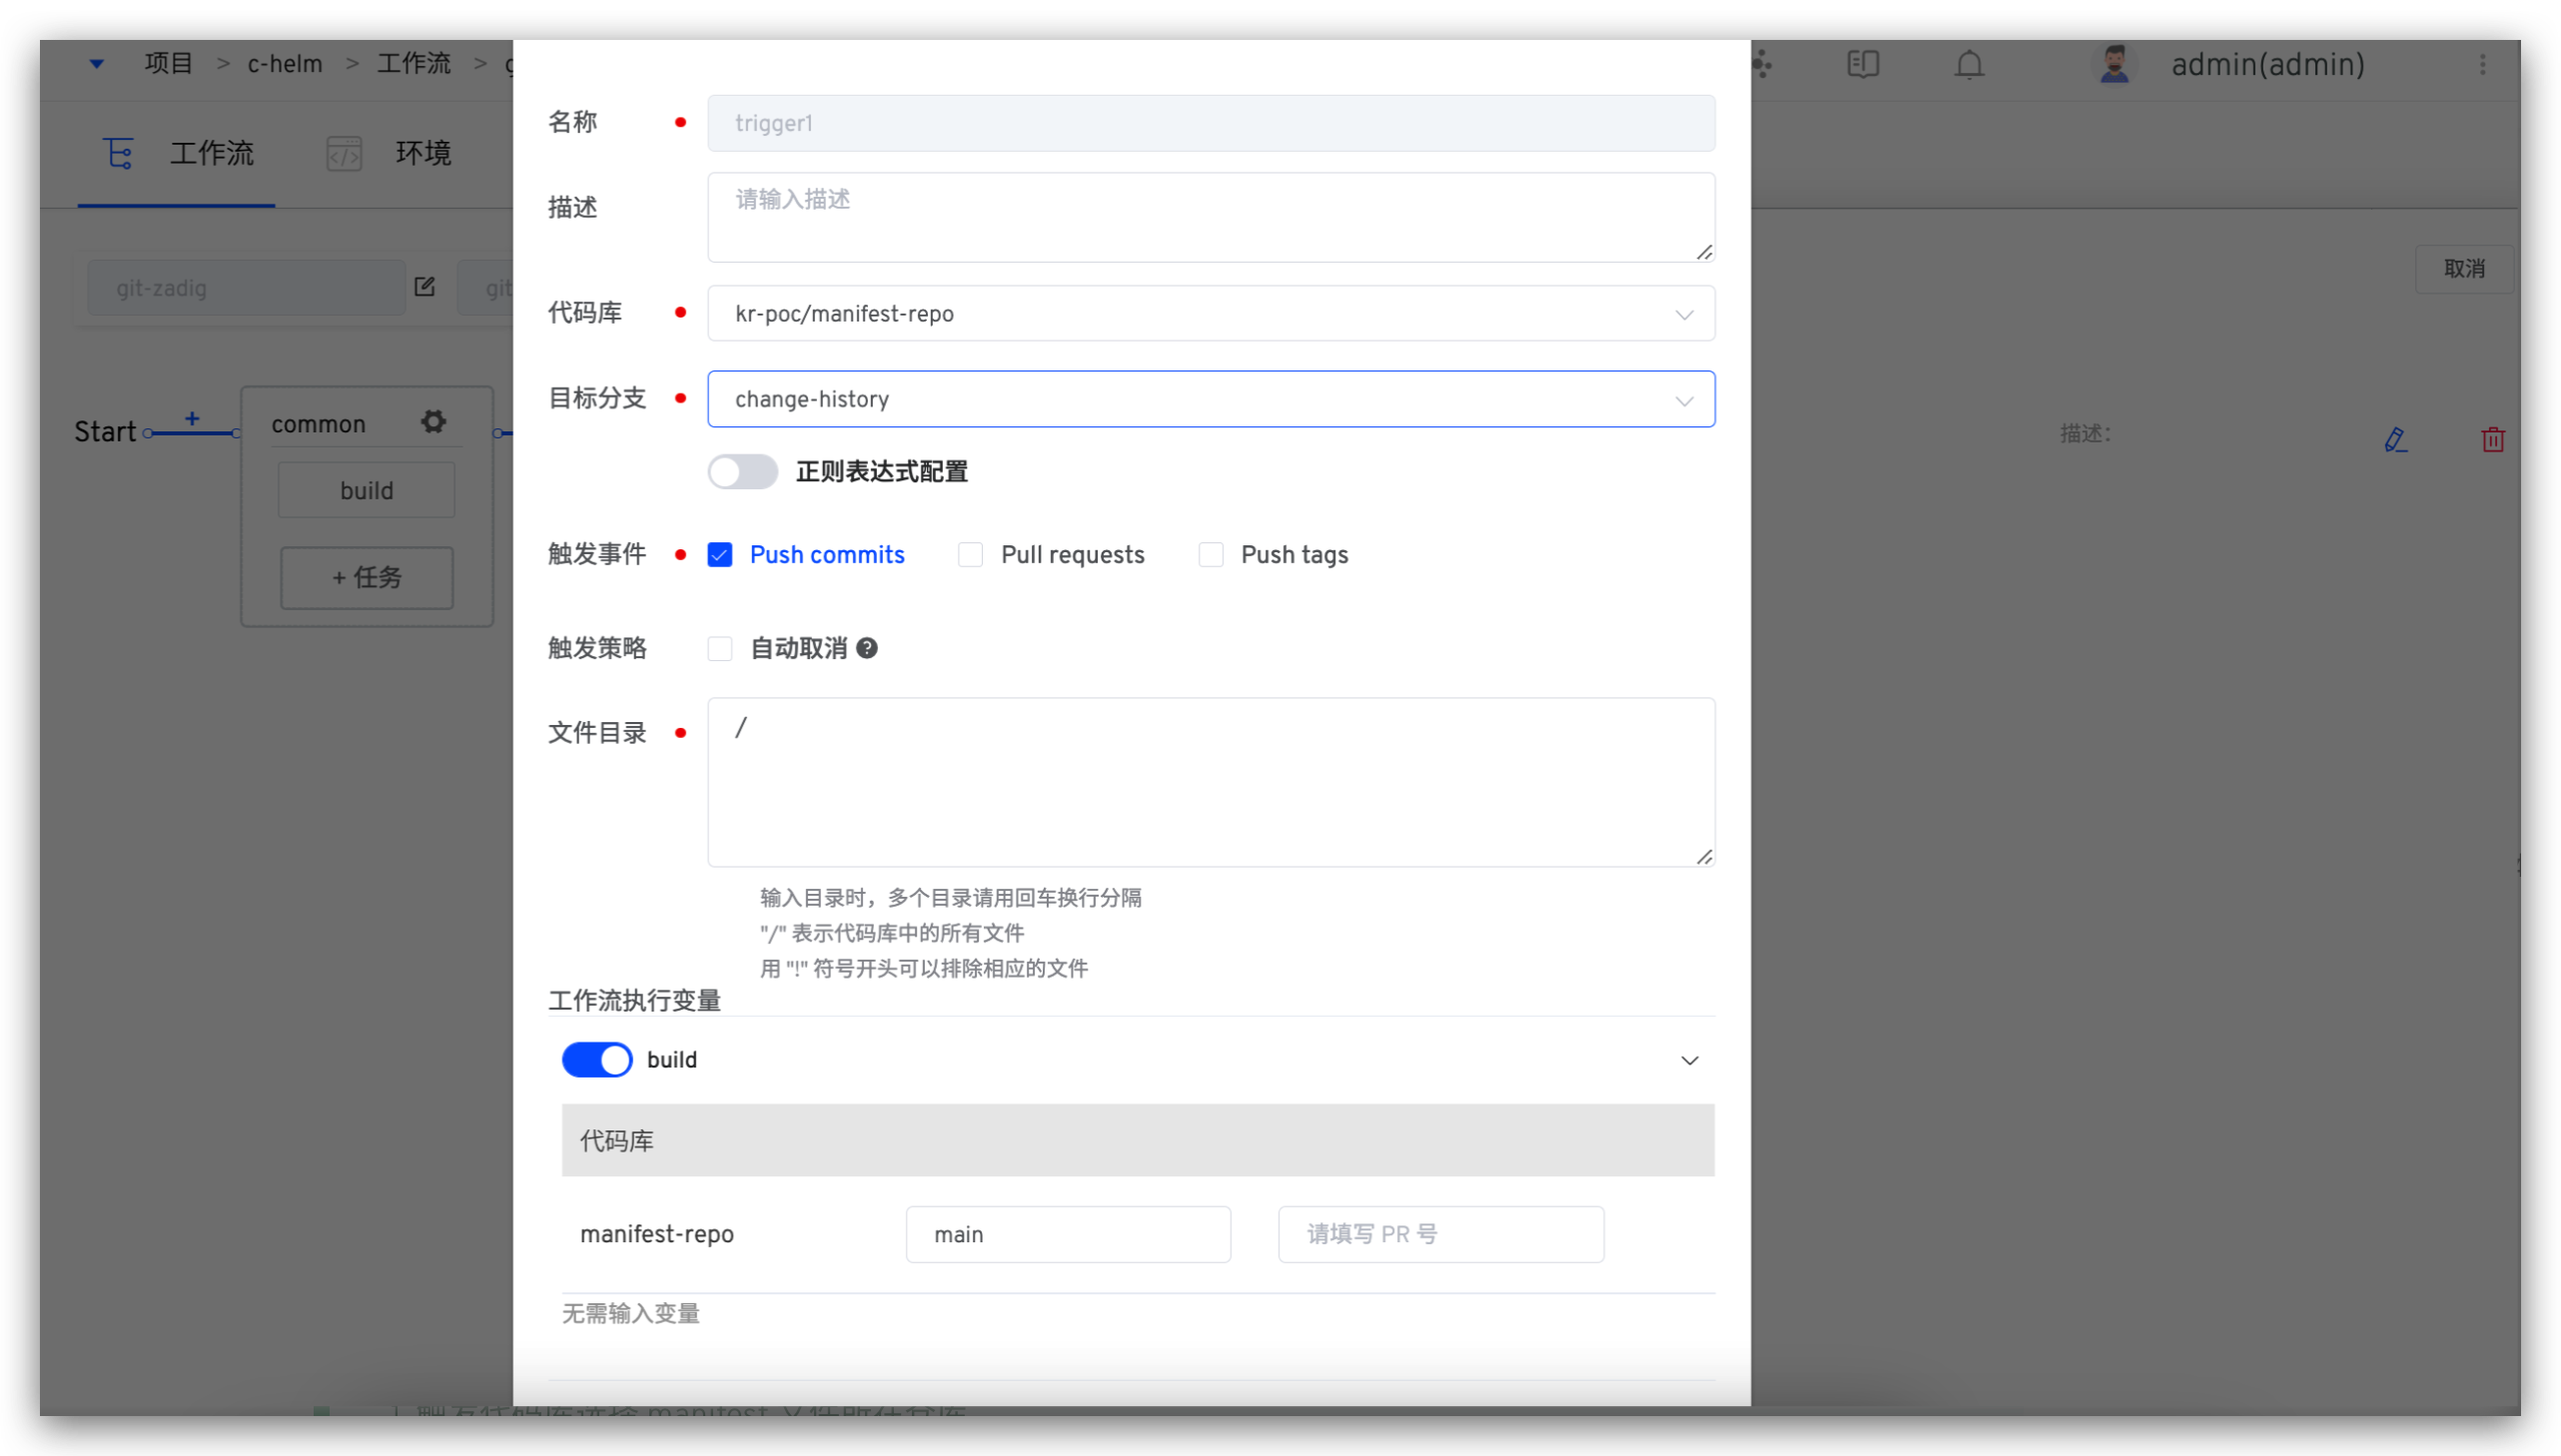 项目 > c-helm > 工作流 >
admin(admin)
工作流
环境
git-zadig
git
取消
Start
+
common
build
+ 任务
描述:
名称
trigger1
描述
请输入描述
代码库
kr-poc/manifest-repo
目标分支
change-history
正则表达式配置
触发事件
Push commits
Pull requests
Push tags
触发策略
自动取消 ?
文件目录
/
输入目录时，多个目录请用回车换行分隔
"/" 表示代码库中的所有文件
用 "!" 符号开头可以排除相应的文件
工作流执行变量
build
代码库
manifest-repo
main
请填写 PR 号
无需输入变量